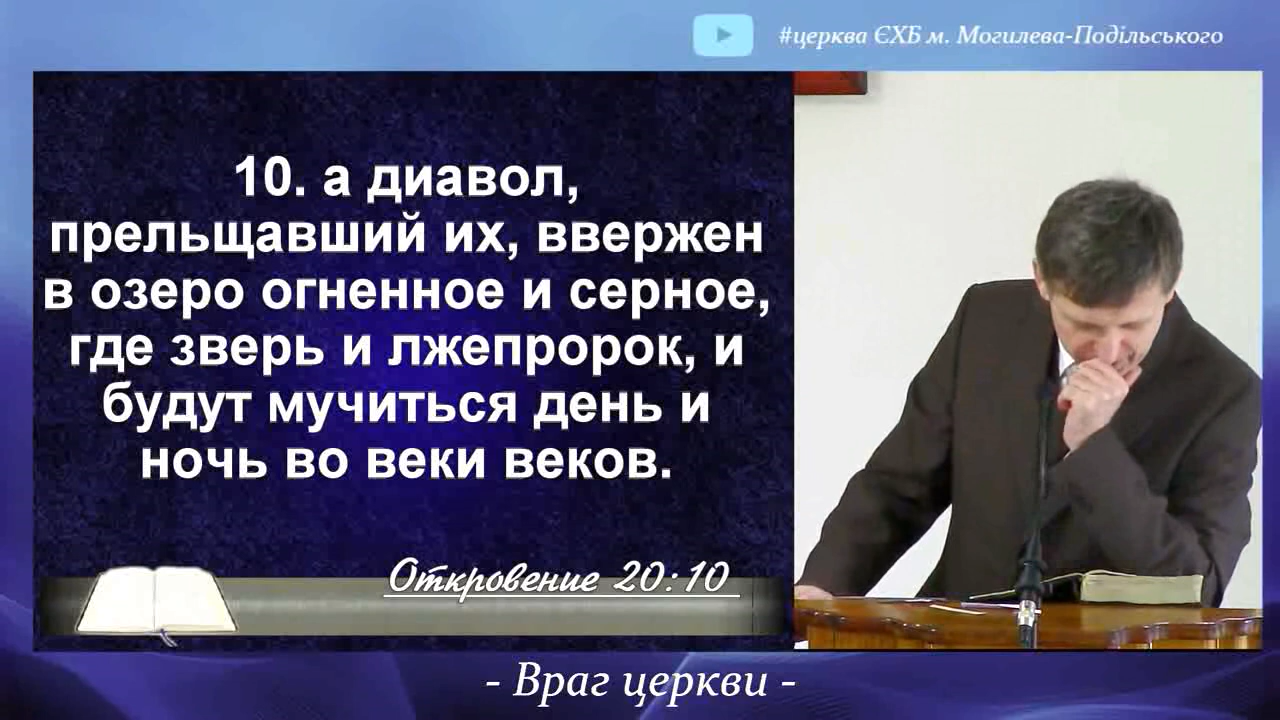 #церква ЄХБ м. Могилева-Подільського
10. а диавол,
прельщавший их, ввержен
в озеро огненное и серное,
где зверь и лжепророк, и
будут мучиться день и
ночь во веки веков.
Откровение 20:10
- Враг церкви -